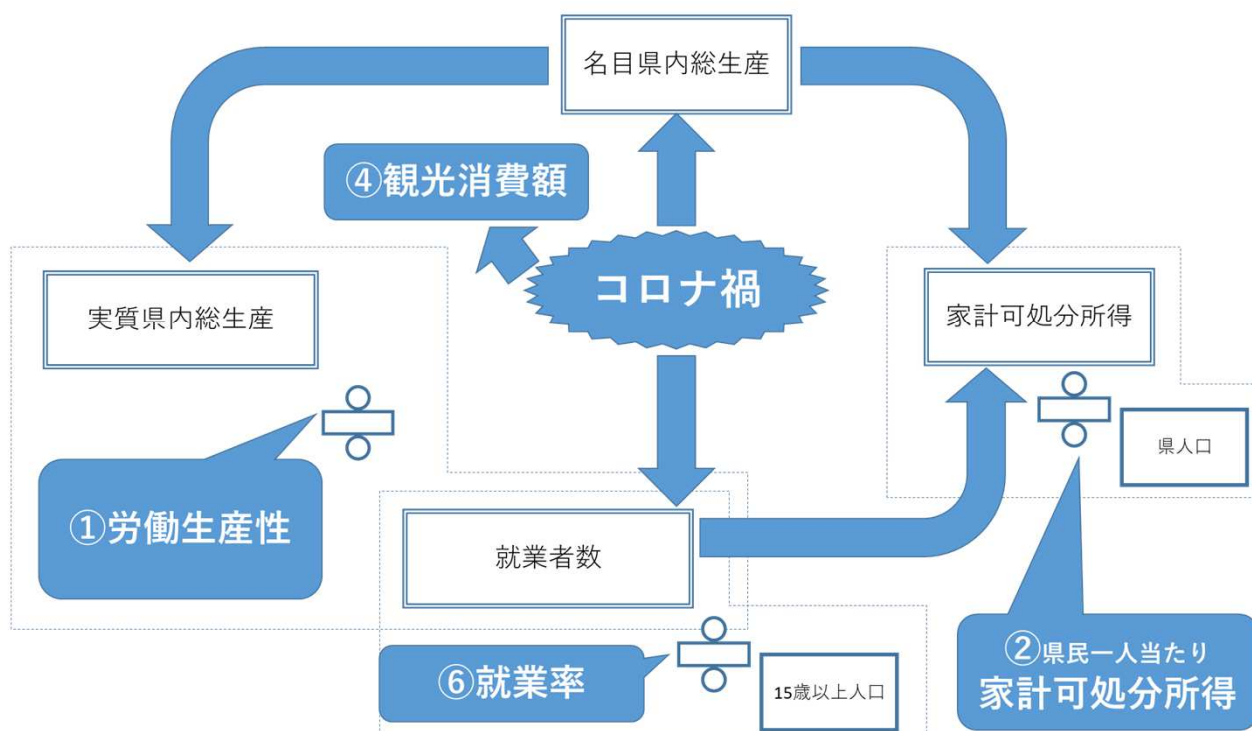 名目県内総生産
④観光消費額
コロナ禍
実質県内総生産
家計可処分所得
県人口
①労働生産性
就業者数
②県民一人当たり
家計可処分所得
⑥就業率
15歳以上人口